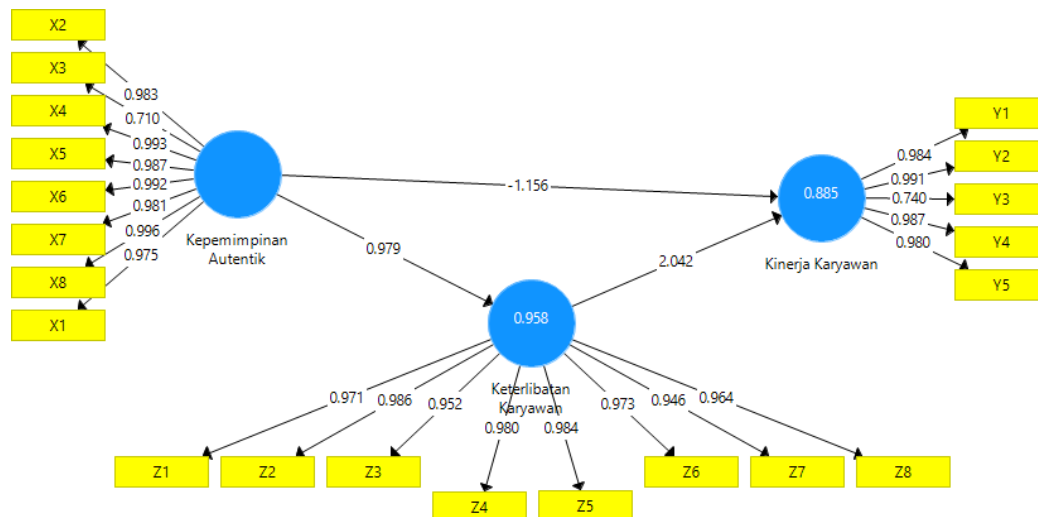 X2
X3
X4
X5
X6
X7
X8
X1
0.983
0.710
0.993
0.987
0.992
0.981
0.996
0.975
Kepemimpinan
Autentik
-1.156
0.979
2.042
0.885
Kinerja Karyawan
0.984
0.991
0.740
0.987
0.980
Y1
Y2
Y3
Y4
Y5
0.958
Keterlibatan
Karyawan
0.971
0.986
0.952
0.980
0.984
0.973
0.946
0.964
Z1
Z2
Z3
Z4
Z5
Z6
Z7
Z8